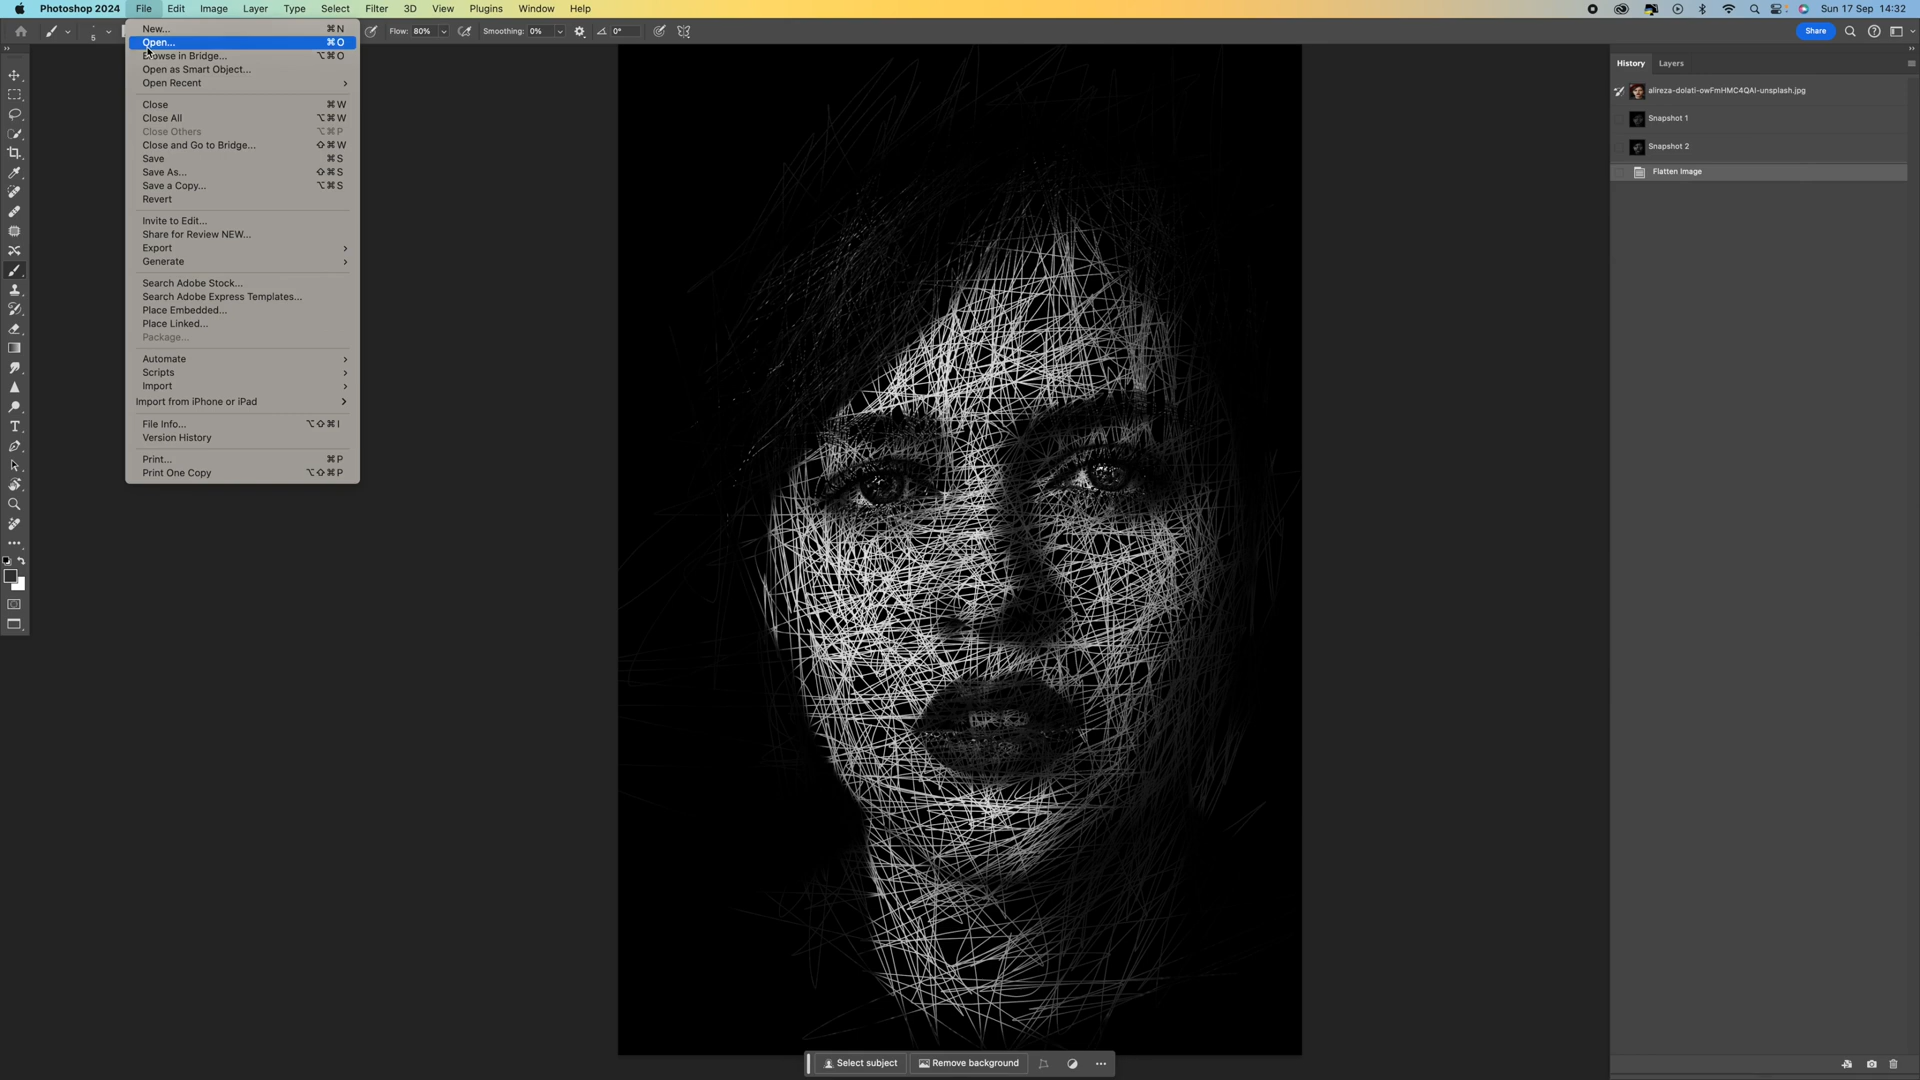 Photoshop 2024 File Edit Image Layer Type Select Filter 3D View Plugins Window Help Sun 17 Sep 14:32
5 Flow: 80% Smoothing: 0% 0° Share
New... ⌘N
Open... ⌘O
Browse in Bridge... ⌥⌘O
Open as Smart Object...
Open Recent
Close ⌘W
Close All ⌥⌘W
Close Others ⌥⌘P
Close and Go to Bridge... ⇧⌘W
Save ⌘S
Save As... ⇧⌘S
Save a Copy... ⌥⌘S
Revert
Invite to Edit...
Share for Review NEW...
Export
Generate
Search Adobe Stock...
Search Adobe Express Templates...
Place Embedded...
Place Linked...
Package...
Automate
Scripts
Import
Import from iPhone or iPad
File Info... ⌥⇧⌘I
Version History
Print... ⌘P
Print One Copy ⌥⇧⌘P
History Layers
alireza-dolati-owFmHMC4QAI-unsplash.jpg
Snapshot 1
Snapshot 2
Flatten Image
Select subject Remove background